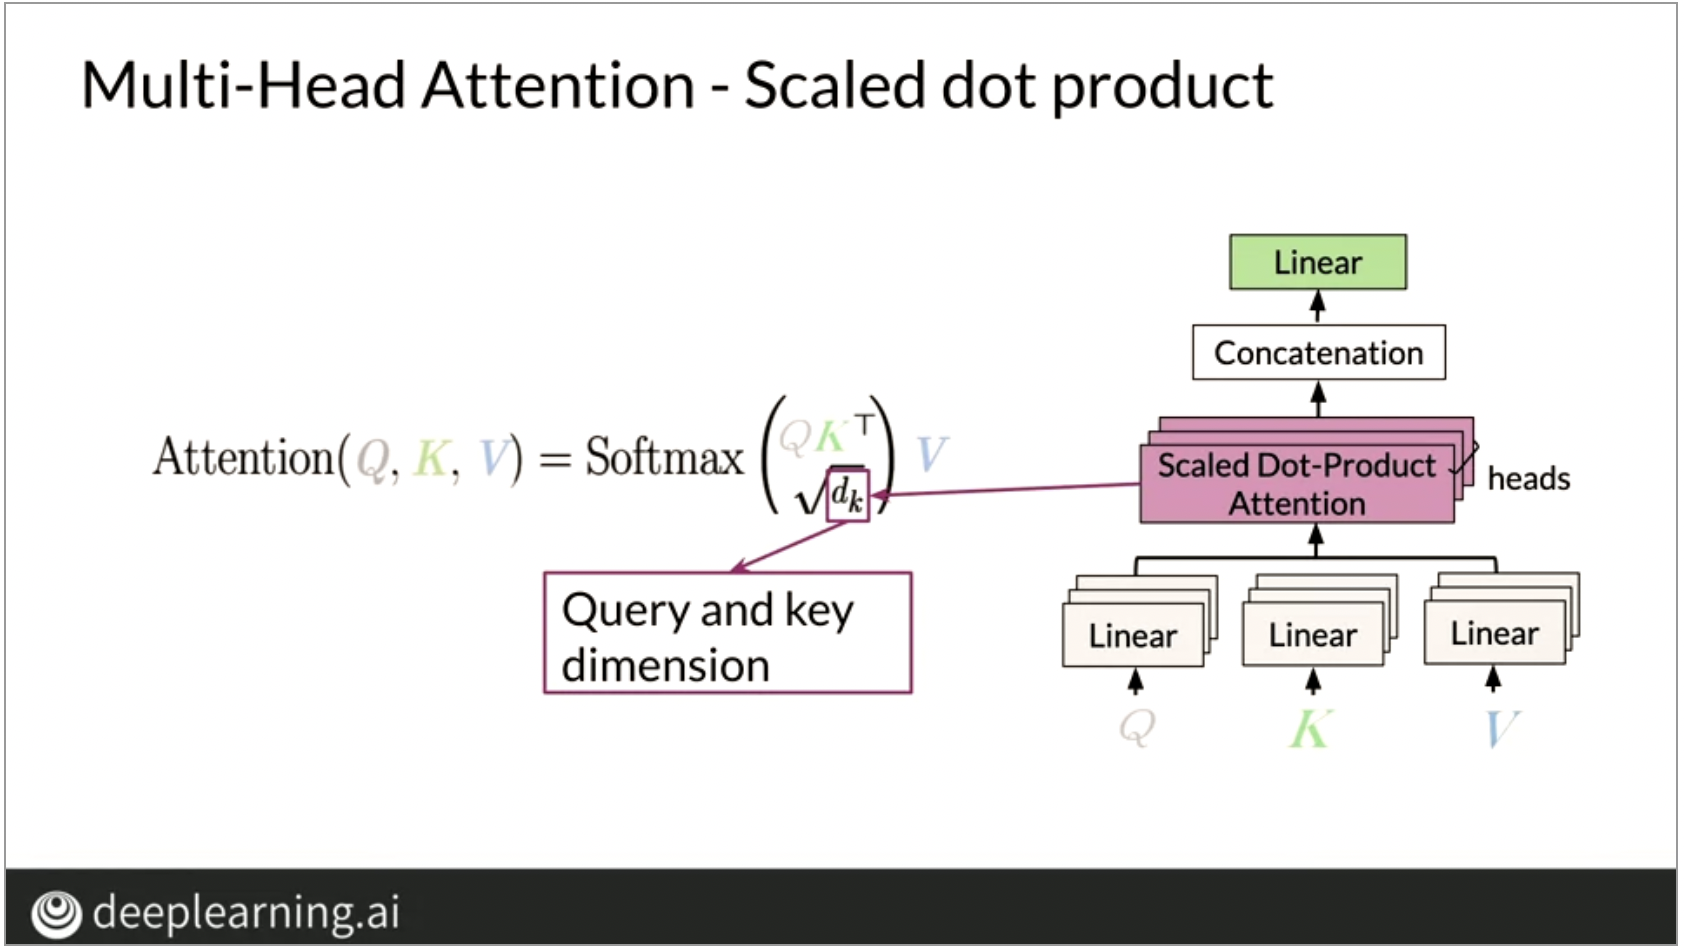 Multi-Head Attention - Scaled dot product
Linear
Concatenation
Attention(Q, K, V) = Softmax (QK⊤ / √dk) V
Scaled Dot-Product
Attention
heads
Query and key
dimension
Linear
Linear
Linear
Q
K
V
deeplearning.ai